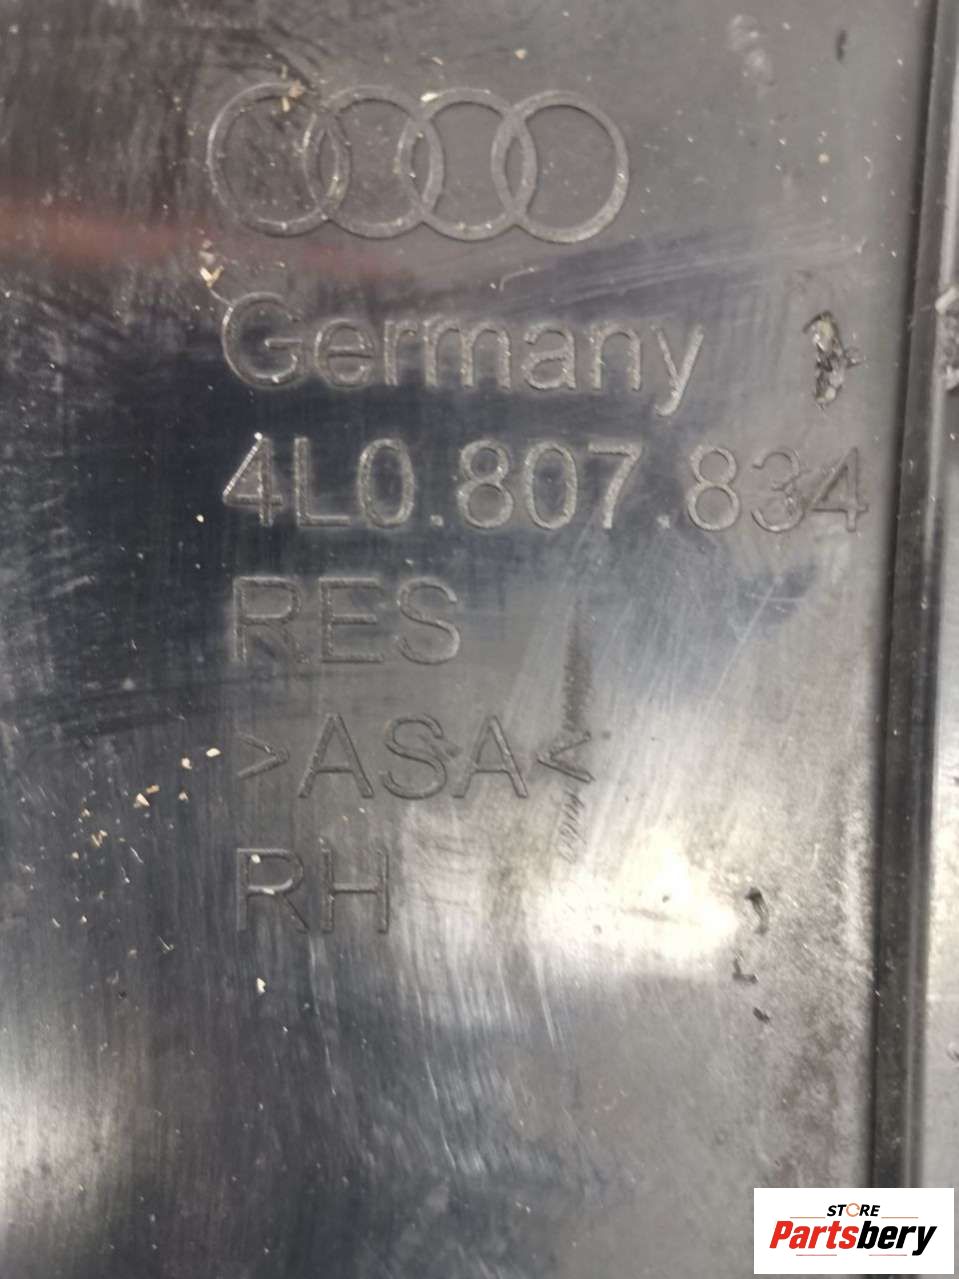 Germany
4L0.807.834
RES
>ASA<
RH
STORE
Partsbery